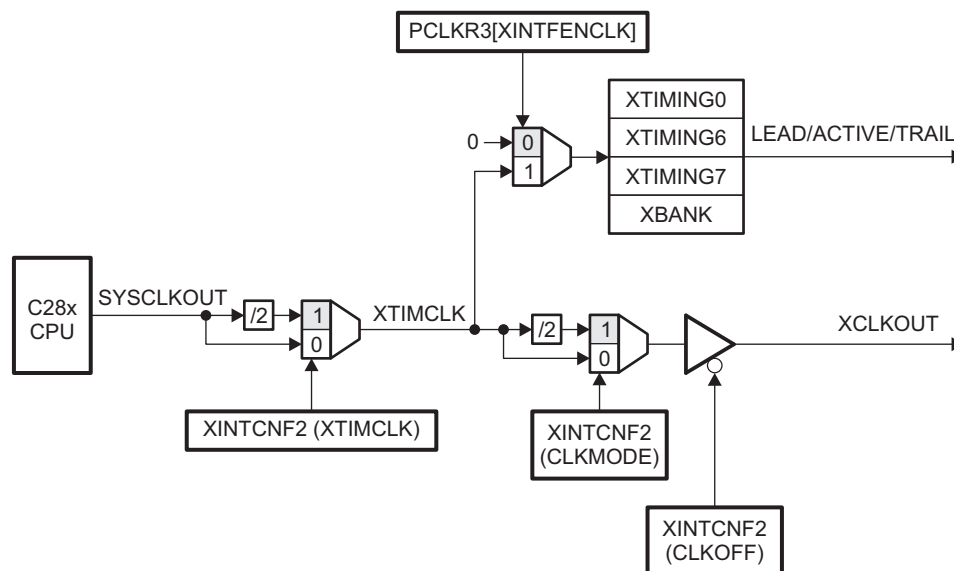 PCLKR3[XINTFENCLK]
XTIMING0
0
0
XTIMING6
LEAD/ACTIVE/TRAIL
1
XTIMING7
XBANK
C28x
CPU
SYSCLKOUT
/2
1
0
XTIMCLK
/2
1
0
XCLKOUT
XINTCNF2 (XTIMCLK)
XINTCNF2
(CLKMODE)
XINTCNF2
(CLKOFF)